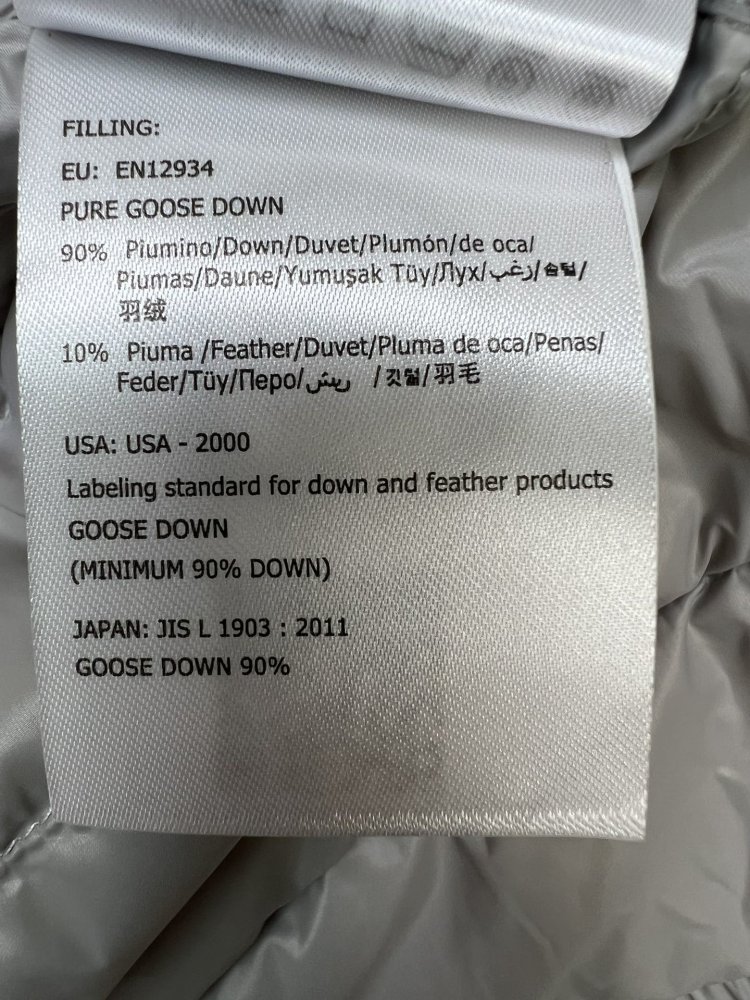 FILLING:
EU: EN12934
PURE GOOSE DOWN
90% Piumino/Down/Duvet/Plumón/de oca/
Piumas/Daune/Yumuşak Tüy/Лух/زغب/솜털/
羽绒
10% Piuma /Feather/Duvet/Pluma de oca/Penas/
Feder/Tüy/Перо/ريش /깃털/羽毛
USA: USA - 2000
Labeling standard for down and feather products
GOOSE DOWN
(MINIMUM 90% DOWN)
JAPAN: JIS L 1903 : 2011
GOOSE DOWN 90%